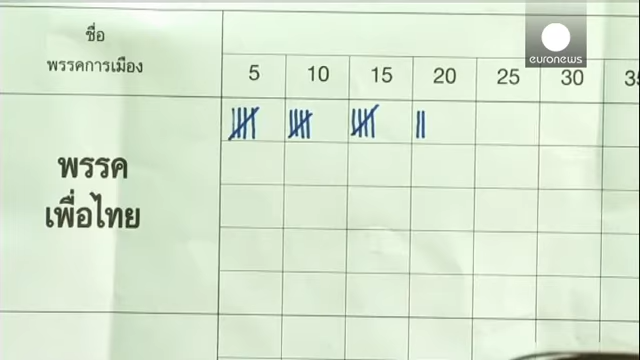 euronews
ชื่อ
พรรคการเมือง
5 10 15 20 25 30 35
พรรค
เพื่อไทย